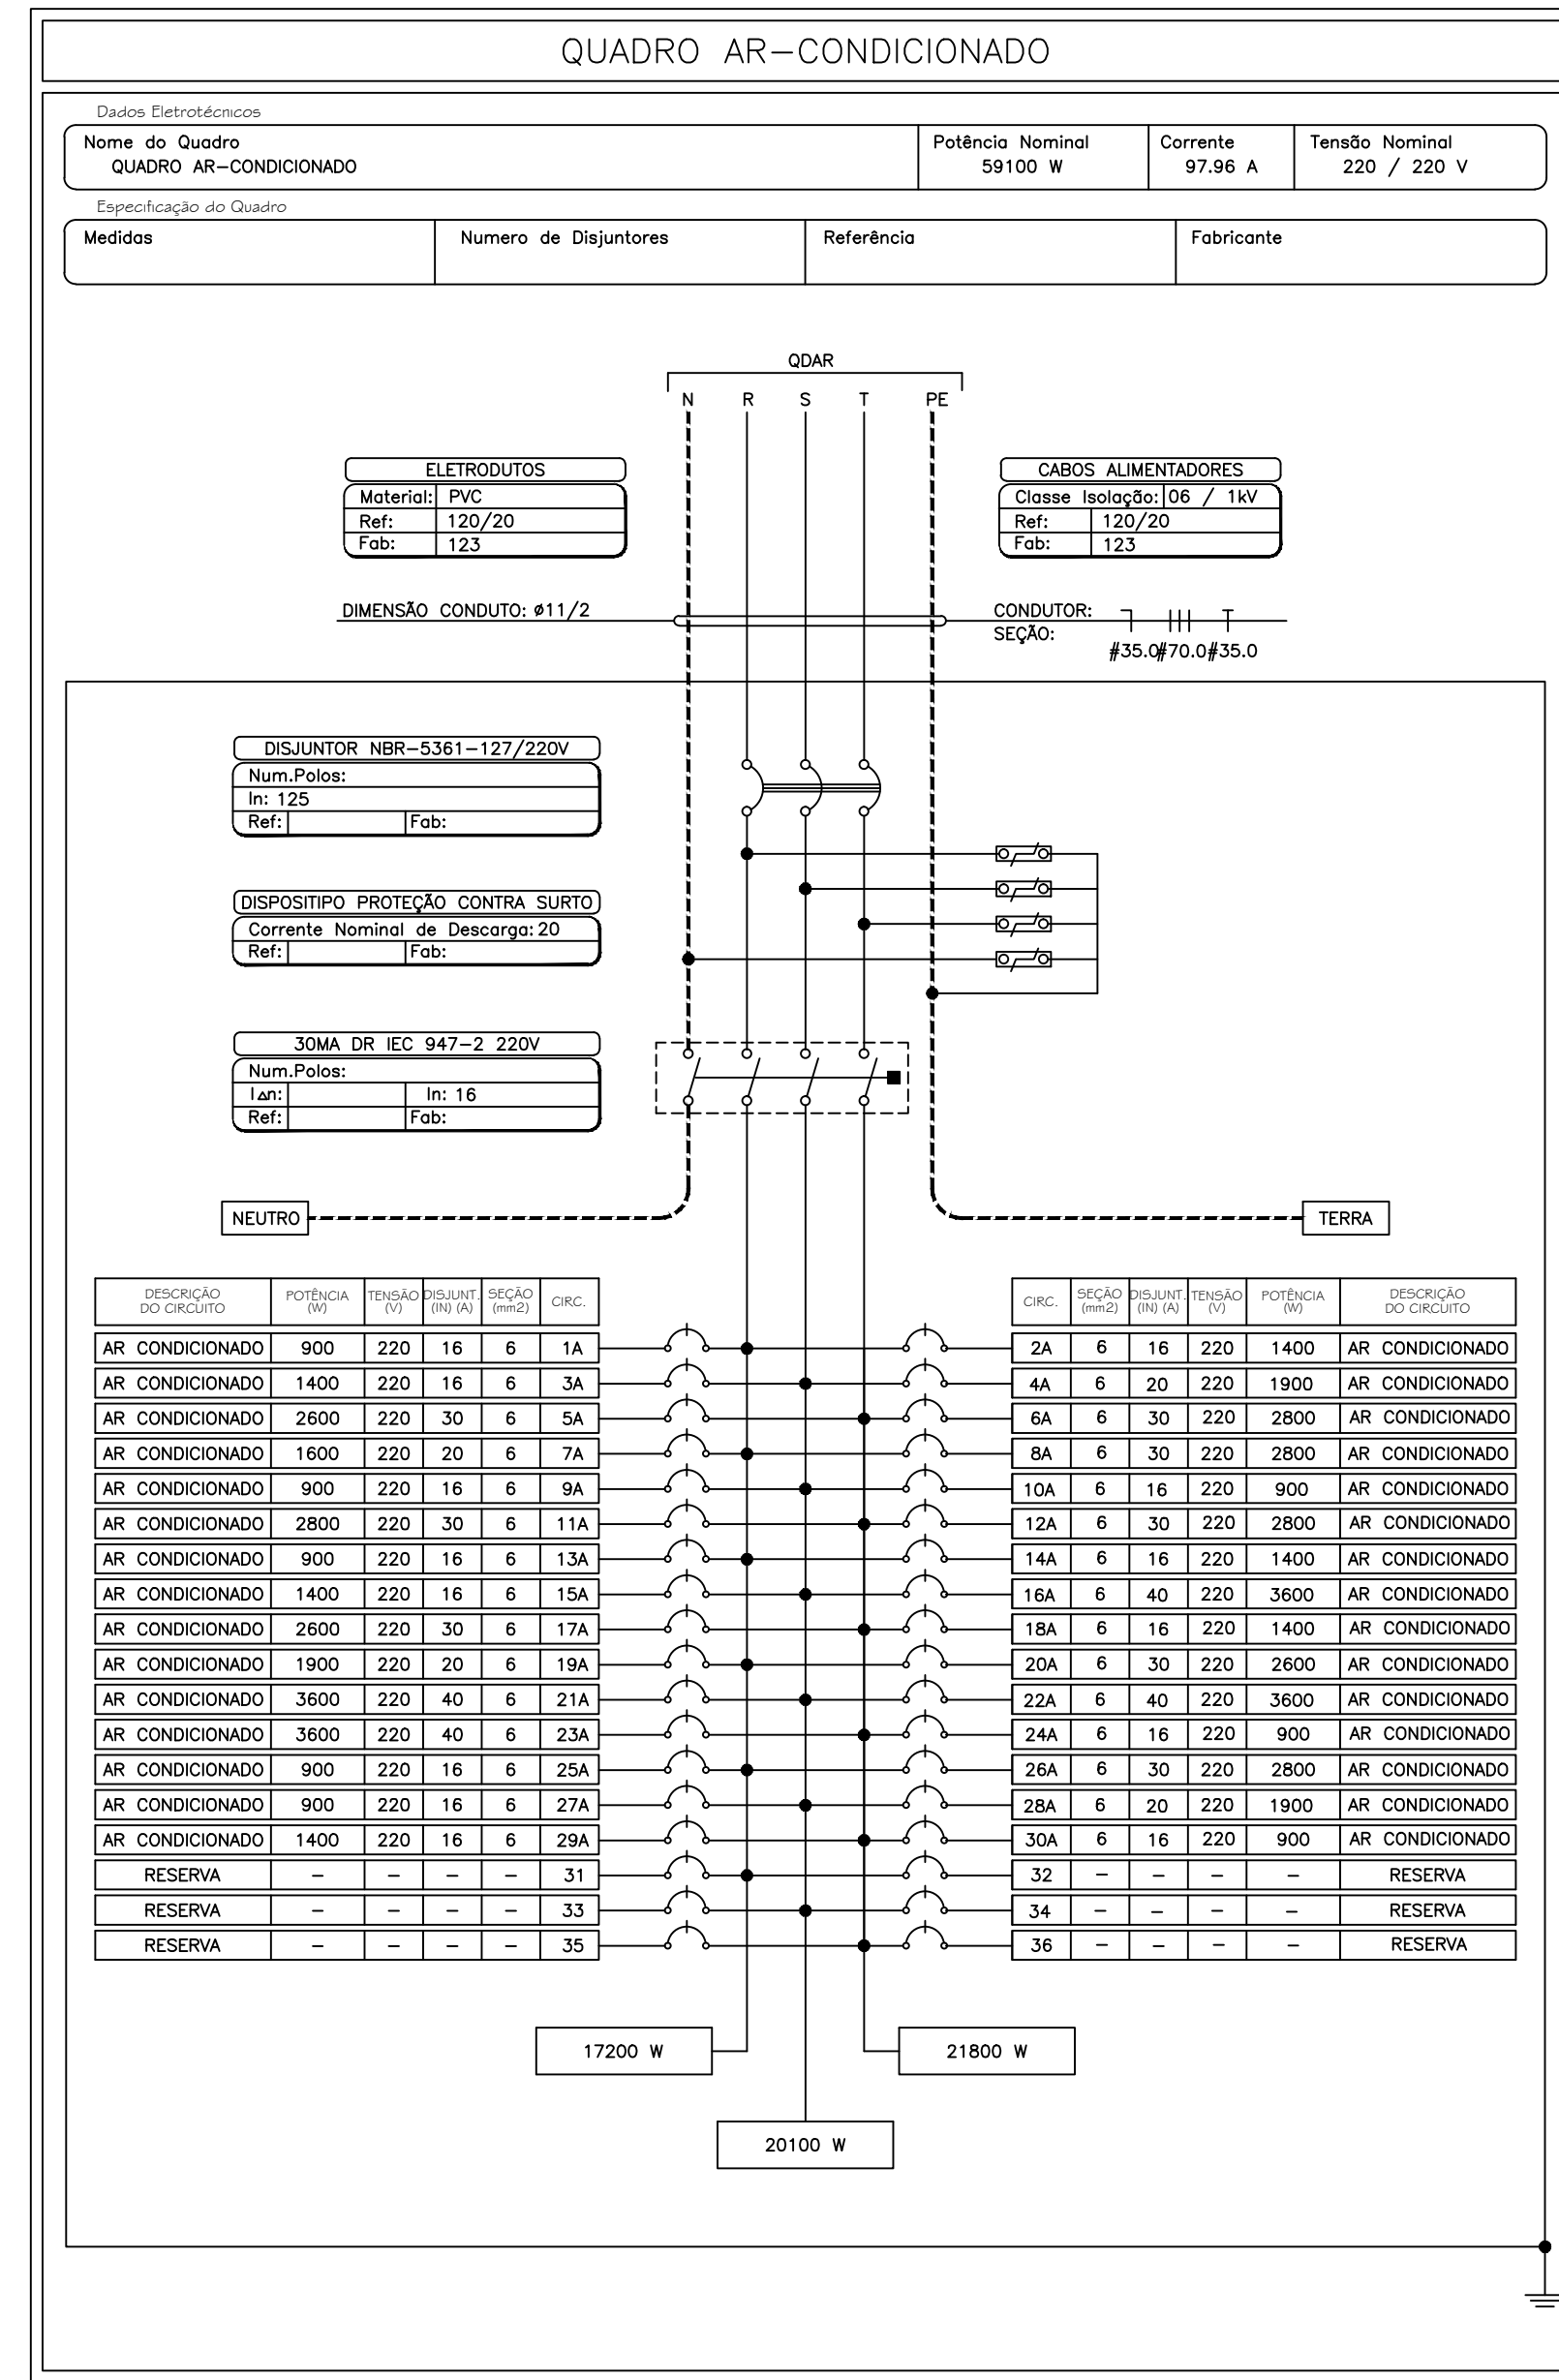 QUADRO AR-CONDICIONADO
Dados Eletrotécnicos
Nome do Quadro Potência Nominal Corrente Tensão Nominal
QUADRO AR-CONDICIONADO 59100 W 97.96 A 220 / 220 V
Especificação do Quadro
Medidas Numero de Disjuntores Referência Fabricante
QDAR
N R S T PE
ELETRODUTOS
Material: PVC
Ref: 120/20
Fab: 123
CABOS ALIMENTADORES
Classe Isolação: 06 / 1kV
Ref: 120/20
Fab: 123
DIMENSÃO CONDUTO: ø11/2
CONDUTOR:
SEÇÃO:
#35.0#70.0#35.0
DISJUNTOR NBR-5361-127/220V
Num.Polos:
In: 125
Ref: Fab:
DISPOSITIPO PROTEÇÃO CONTRA SURTO
Corrente Nominal de Descarga: 20
Ref: Fab:
30MA DR IEC 947-2 220V
Num.Polos:
I△n: In: 16
Ref: Fab:
NEUTRO TERRA
DESCRIÇÃO DO CIRCUITO POTÊNCIA (W) TENSÃO (V) DISJUNT. (IN) (A) SEÇÃO (mm2) CIRC. CIRC. SEÇÃO (mm2) DISJUNT. (IN) (A) TENSÃO (V) POTÊNCIA (W) DESCRIÇÃO DO CIRCUITO
AR CONDICIONADO 900 220 16 6 1A 2A 6 16 220 1400 AR CONDICIONADO
AR CONDICIONADO 1400 220 16 6 3A 4A 6 20 220 1900 AR CONDICIONADO
AR CONDICIONADO 2600 220 30 6 5A 6A 6 30 220 2800 AR CONDICIONADO
AR CONDICIONADO 1600 220 20 6 7A 8A 6 30 220 2800 AR CONDICIONADO
AR CONDICIONADO 900 220 16 6 9A 10A 6 16 220 900 AR CONDICIONADO
AR CONDICIONADO 2800 220 30 6 11A 12A 6 30 220 2800 AR CONDICIONADO
AR CONDICIONADO 900 220 16 6 13A 14A 6 16 220 1400 AR CONDICIONADO
AR CONDICIONADO 1400 220 16 6 15A 16A 6 40 220 3600 AR CONDICIONADO
AR CONDICIONADO 2600 220 30 6 17A 18A 6 16 220 1400 AR CONDICIONADO
AR CONDICIONADO 1900 220 20 6 19A 20A 6 30 220 2600 AR CONDICIONADO
AR CONDICIONADO 3600 220 40 6 21A 22A 6 40 220 3600 AR CONDICIONADO
AR CONDICIONADO 3600 220 40 6 23A 24A 6 16 220 900 AR CONDICIONADO
AR CONDICIONADO 900 220 16 6 25A 26A 6 30 220 2800 AR CONDICIONADO
AR CONDICIONADO 900 220 16 6 27A 28A 6 20 220 1900 AR CONDICIONADO
AR CONDICIONADO 1400 220 16 6 29A 30A 6 16 220 900 AR CONDICIONADO
RESERVA - - - - 31 32 - - - - RESERVA
RESERVA - - - - 33 34 - - - - RESERVA
RESERVA - - - - 35 36 - - - - RESERVA
17200 W 21800 W
20100 W